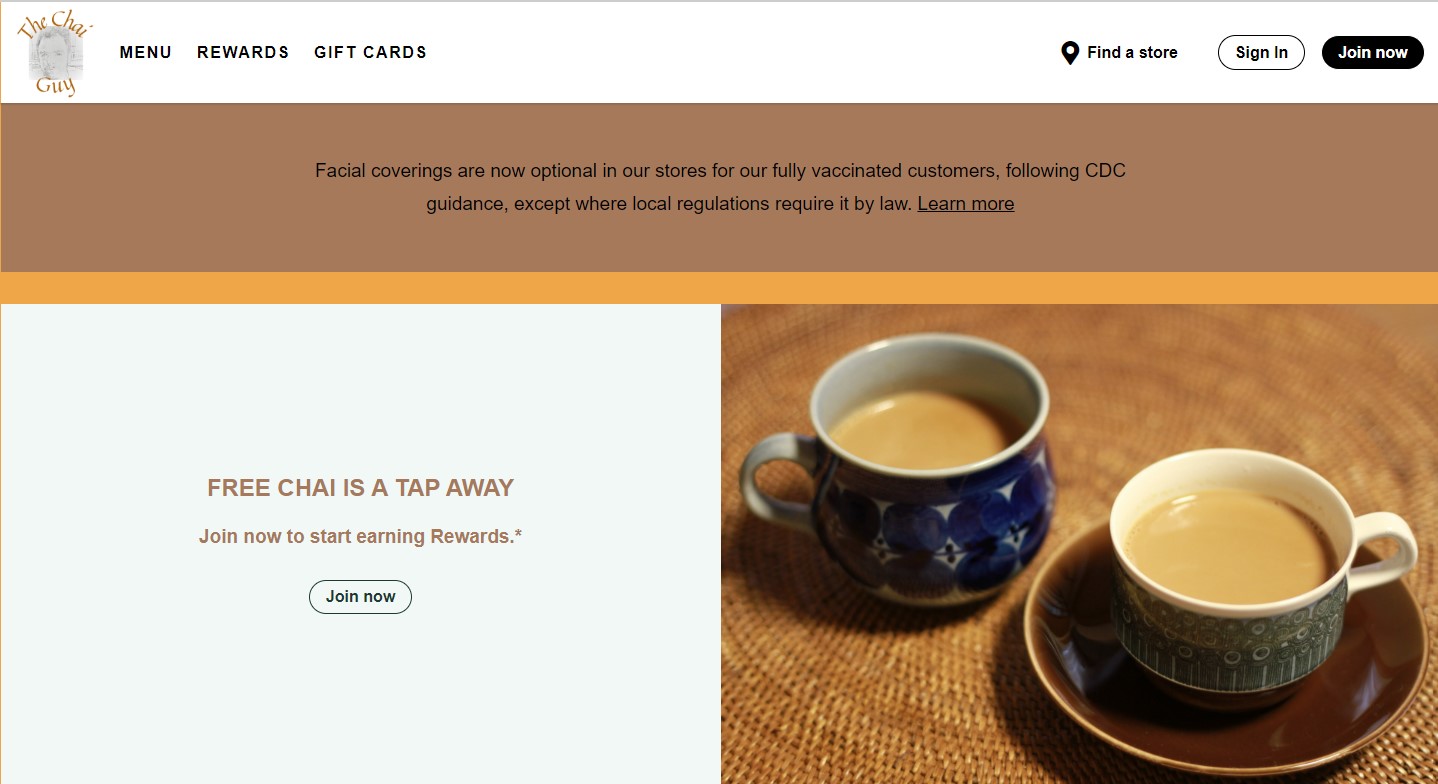 The Chai
Guy
MENU REWARDS GIFT CARDS Find a store Sign In Join now
Facial coverings are now optional in our stores for our fully vaccinated customers, following CDC
guidance, except where local regulations require it by law. Learn more
FREE CHAI IS A TAP AWAY
Join now to start earning Rewards.*
Join now